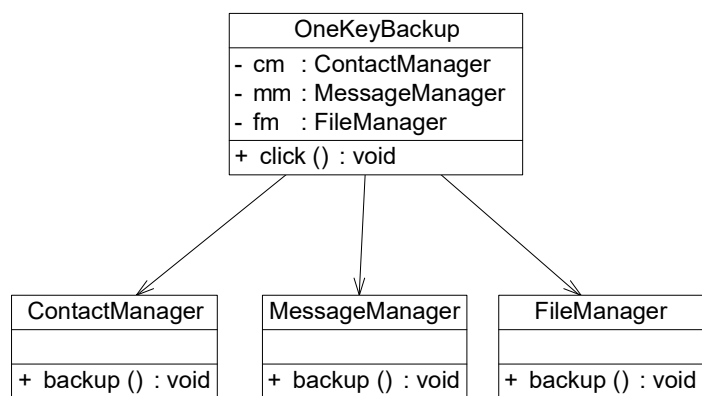 OneKeyBackup
- cm : ContactManager
- mm : MessageManager
- fm : FileManager
+ click () : void
ContactManager
+ backup () : void
MessageManager
+ backup () : void
FileManager
+ backup () : void